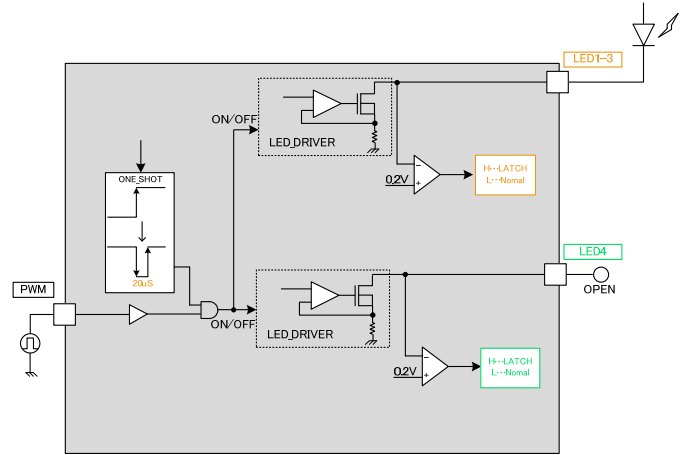 LED1-3
ON/OFF
LED_DRIVER
ONE_SHOT
0.2V
-
+
H…LATCH
L…Nomal
20uS
LED4
PWM
OPEN
ON/OFF
LED_DRIVER
0.2V
-
+
H…LATCH
L…Nomal